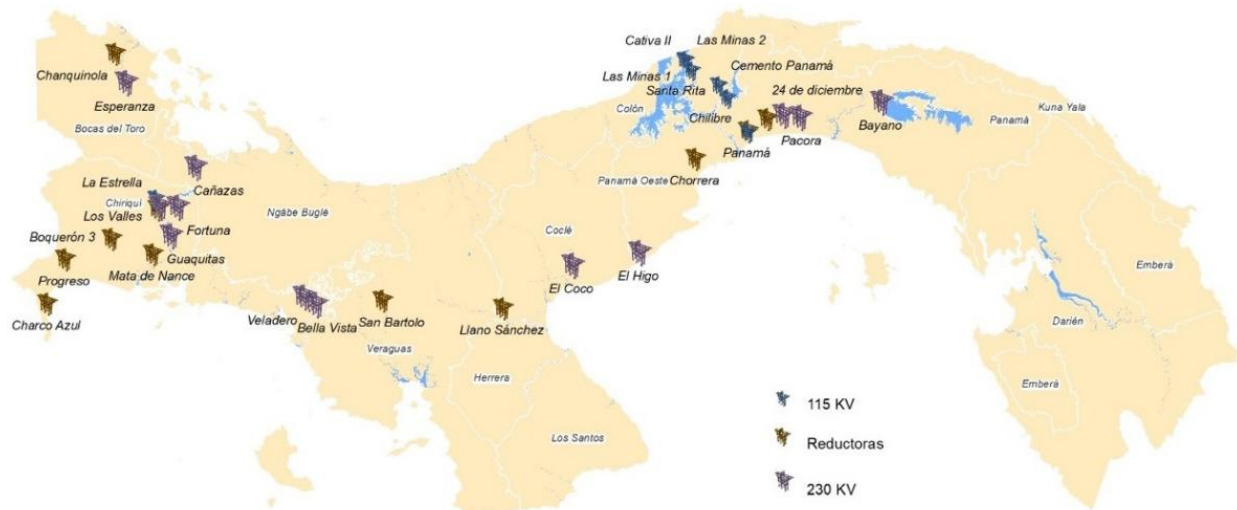 Cativa II
Las Minas 2
Chanquinola
Las Minas 1
Cemento Panamá
Santa Rita
24 de diciembre
Esperanza
Colón
Kuna Yala
Bocas del Toro
Chilibre
Bayano
Panamá
Panamá
Pacora
La Estrella
Cañazas
Panamá Oeste
Chorrera
Chiriquí
Los Valles
Ngäbe Buglé
Fortuna
Coclé
Boquerón 3
Guaquitas
Progreso
Mata de Nance
El Coco
El Higo
Emberá
Charco Azul
Veladero
Bella Vista
San Bartolo
Llano Sánchez
Darién
Veraguas
Herrera
Emberá
115 KV
Los Santos
Reductoras
230 KV